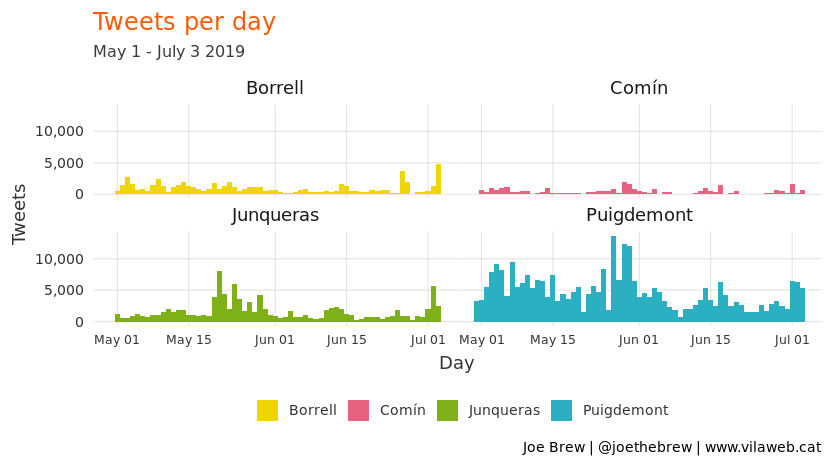 Tweets per day
May 1 - July 3 2019
Borrell
Comín
10,000
5,000
0
Junqueras
Puigdemont
10,000
5,000
0
Tweets
May 01
May 15
Jun 01
Jun 15
Jul 01
May 01
May 15
Jun 01
Jun 15
Jul 01
Day
Borrell
Comín
Junqueras
Puigdemont
Joe Brew | @joethebrew | www.vilaweb.cat